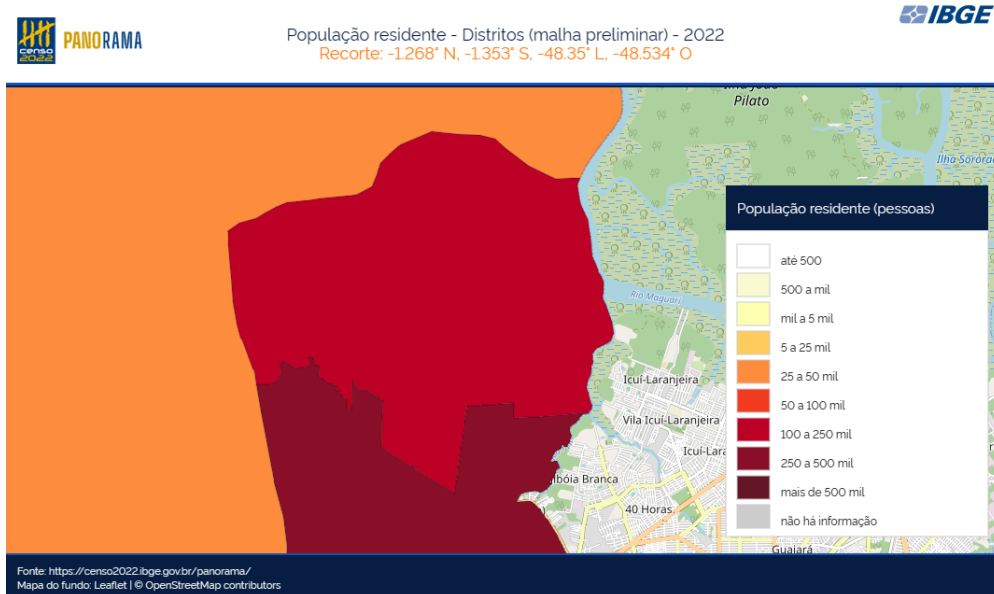 censo
2022
PANORAMA
População residente - Distritos (malha preliminar) - 2022
Recorte: -1.268° N, -1.353° S, -48.35° L, -48.534° O
IBGE
Pilato
Ilha Sororo
População residente (pessoas)
até 500
500 a mil
mil a 5 mil
5 a 25 mil
25 a 50 mil
50 a 100 mil
100 a 250 mil
250 a 500 mil
mais de 500 mil
não há informação
Rio Maguari
Icuí-Laranjeira
Vila Icuí-Laranjeira
Icuí-Lara
bóia Branca
40 Horas
Guajará
Fonte: https://censo2022.ibge.gov.br/panorama/
Mapa do fundo: Leaflet | © OpenStreetMap contributors